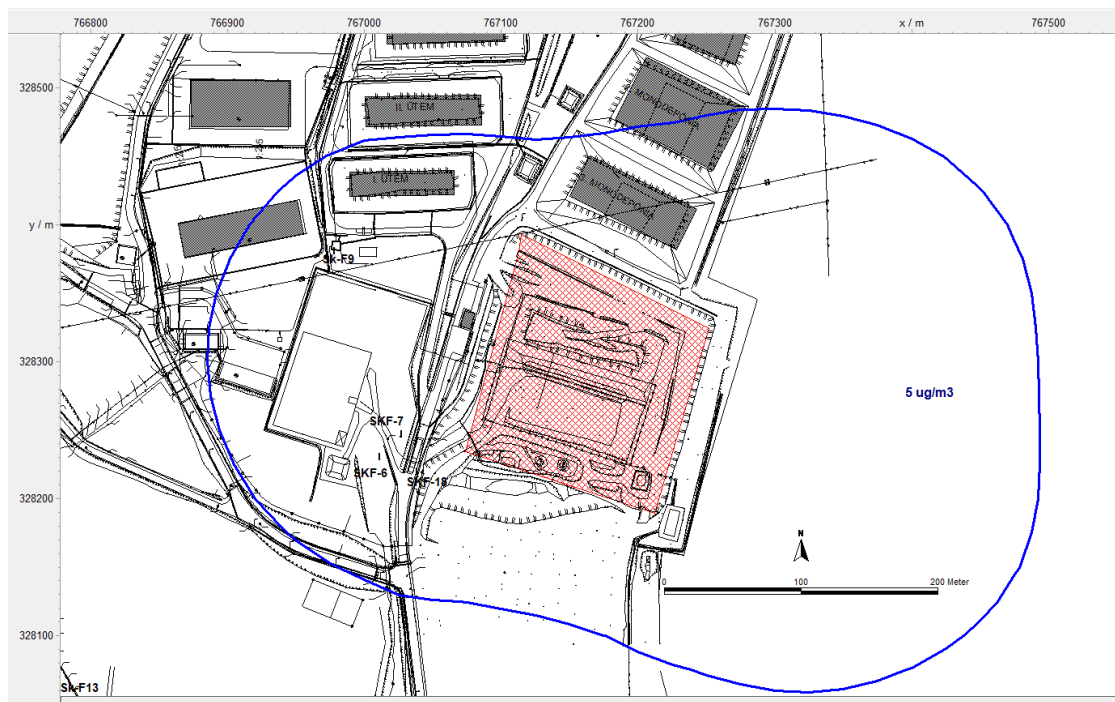 766800 766900 767000 767100 767200 767300 x / m 767500
328500
y / m
328300
328200
328100
II. ÜTEM
I. ÜTEM
MONODEPÓNIA
MONODEPÓNIA
Sk-F9
5 ug/m3
SKF-7
SKF-6
SKF-18
N
0 100 200 Meter
Sk-F13